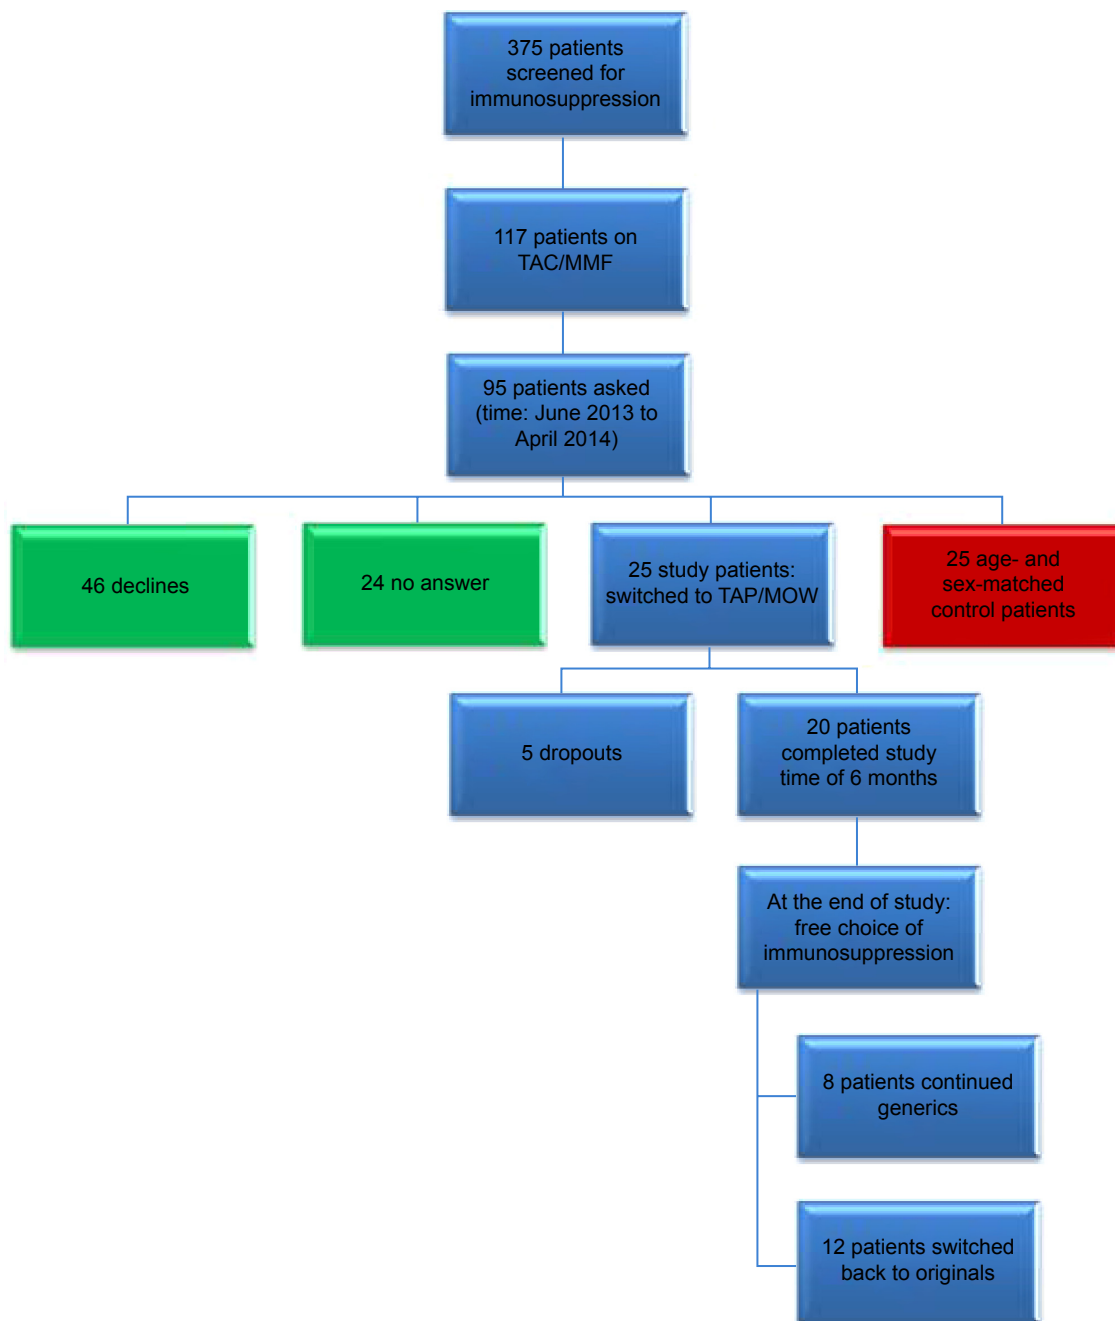 375 patients
screened for
immunosuppression
117 patients on
TAC/MMF
95 patients asked
(time: June 2013 to
April 2014)
46 declines
24 no answer
25 study patients:
switched to TAP/MOW
25 age- and
sex-matched
control patients
5 dropouts
20 patients
completed study
time of 6 months
At the end of study:
free choice of
immunosuppression
8 patients continued
generics
12 patients switched
back to originals